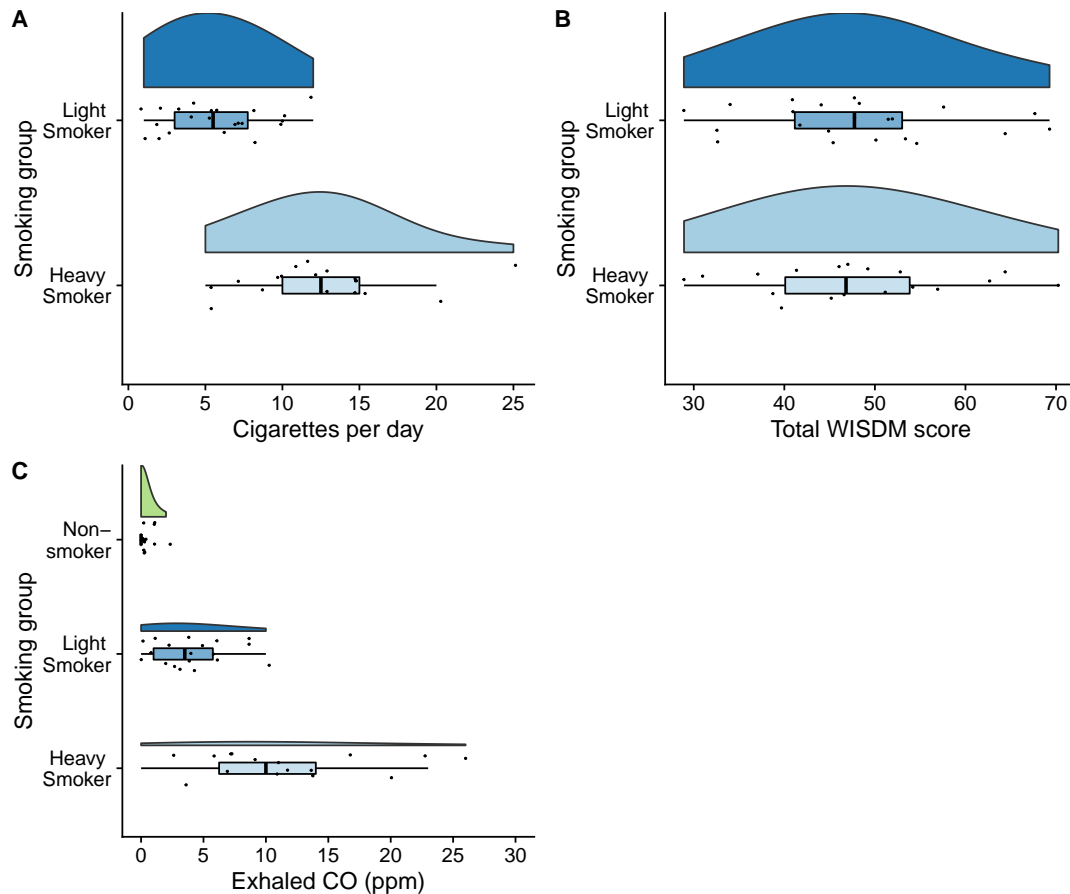 A
Smoking group
Light
Smoker
Heavy
Smoker
0 5 10 15 20 25
Cigarettes per day
B
Smoking group
Light
Smoker
Heavy
Smoker
30 40 50 60 70
Total WISDM score
C
Smoking group
Non−
smoker
Light
Smoker
Heavy
Smoker
0 5 10 15 20 25 30
Exhaled CO (ppm)